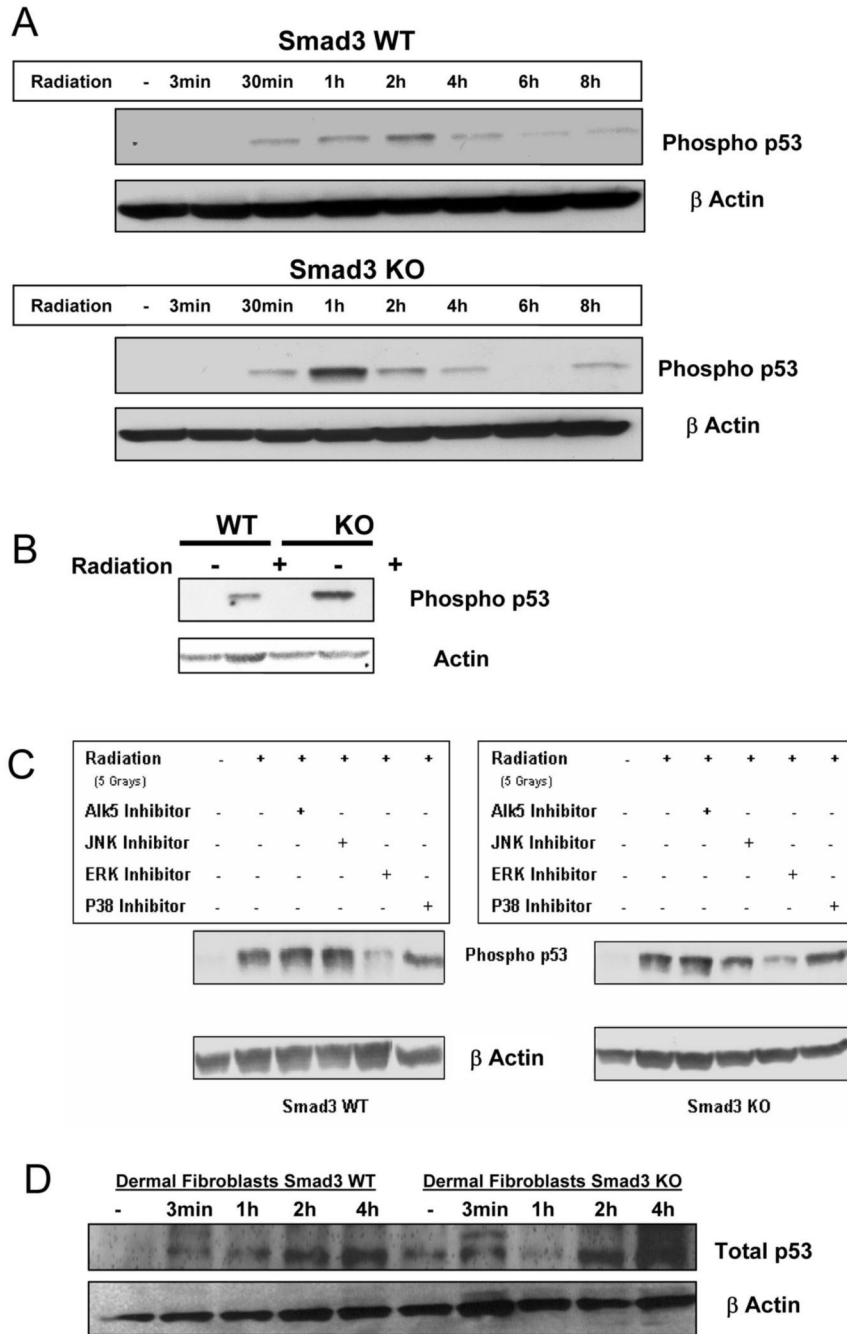 A
Smad3 WT
Radiation - 3min 30min 1h 2h 4h 6h 8h
Phospho p53
β Actin
Smad3 KO
Radiation - 3min 30min 1h 2h 4h 6h 8h
Phospho p53
β Actin
B
WT KO
Radiation - + - +
Phospho p53
Actin
C
Radiation - + + + + +
(5 Grays)
Alk5 Inhibitor - - + - - -
JNK Inhibitor - - - + - -
ERK Inhibitor - - - - + -
P38 Inhibitor - - - - - +
Radiation - + + + + +
(5 Grays)
Alk5 Inhibitor - - + - - -
JNK Inhibitor - - - + - -
ERK Inhibitor - - - - + -
P38 Inhibitor - - - - - +
Phospho p53
β Actin
Smad3 WT
Smad3 KO
D
Dermal Fibroblasts Smad3 WT Dermal Fibroblasts Smad3 KO
- 3min 1h 2h 4h - 3min 1h 2h 4h
Total p53
β Actin